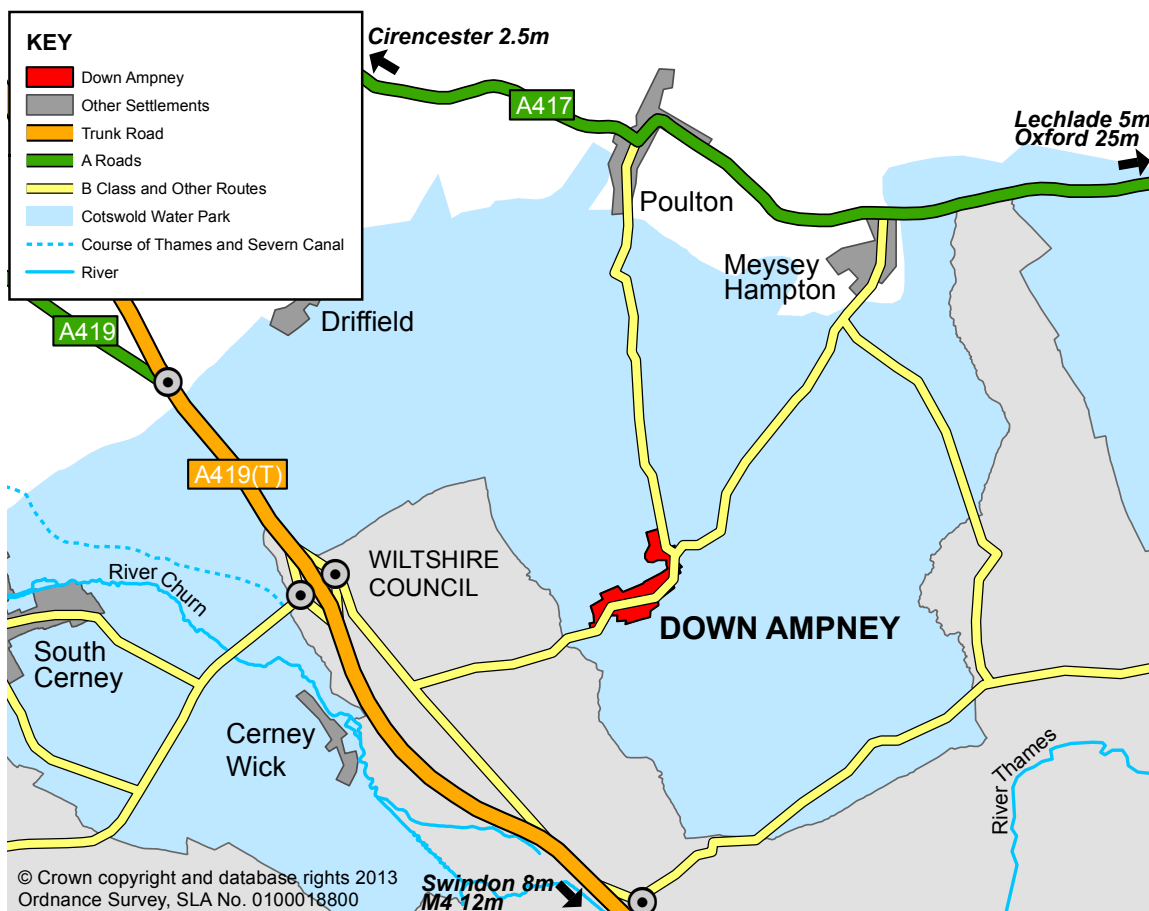 KEY
Down Ampney
Other Settlements
Trunk Road
A Roads
B Class and Other Routes
Cotswold Water Park
Course of Thames and Severn Canal
River
Cirencester 2.5m
A417
Lechlade 5m
Oxford 25m
Poulton
Meysey
Hampton
Driffield
A419
A419(T)
WILTSHIRE
COUNCIL
River Churn
DOWN AMPNEY
South
Cerney
Cerney
Wick
River Thames
Swindon 8m
M4 12m
© Crown copyright and database rights 2013
Ordnance Survey, SLA No. 0100018800